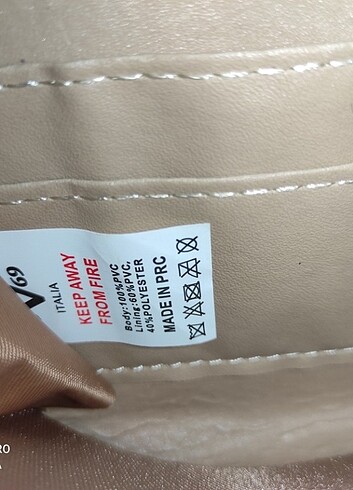 V69
ITALIA
KEEP AWAY
FROM FIRE
Body:100%PVC
Lining:60%PVC,
40%POLYESTER
MADE IN PRC